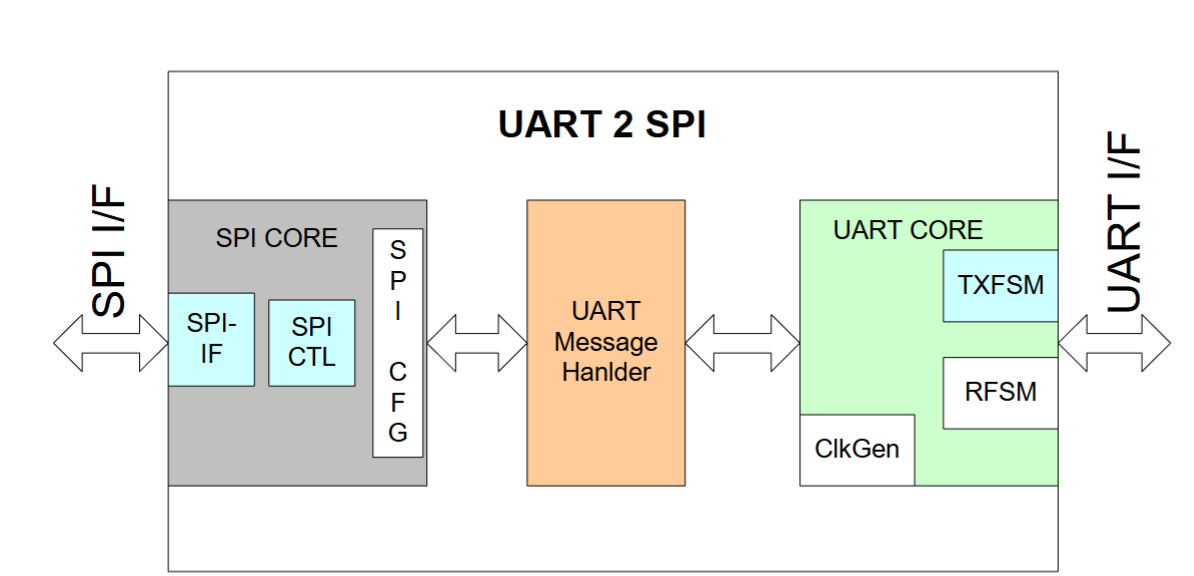 UART 2 SPI
SPI I/F
SPI CORE
SPI-
IF
SPI
CTL
S
P
I
C
F
G
UART
Message
Hanlder
UART CORE
TXFSM
RFSM
ClkGen
UART I/F